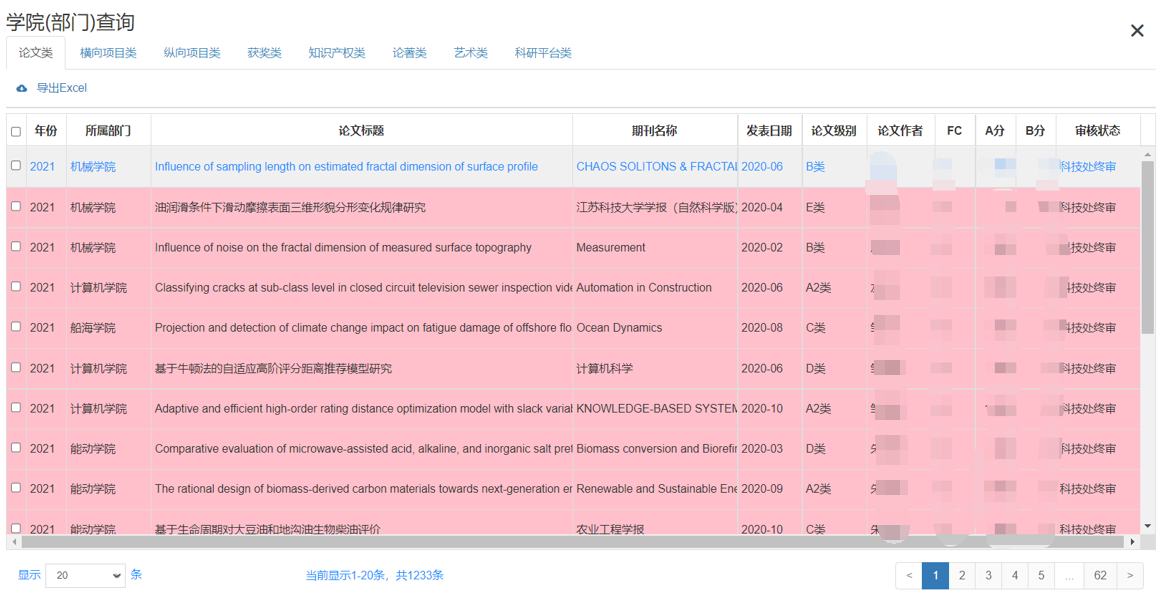 学院(部门)查询
×
论文类 横向项目类 纵向项目类 获奖类 知识产权类 论著类 艺术类 科研平台类
导出Excel
年份 所属部门 论文标题 期刊名称 发表日期 论文级别 论文作者 FC A分 B分 审核状态
2021 机械学院 Influence of sampling length on estimated fractal dimension of surface profile CHAOS SOLITONS & FRACTAL 2020-06 B类 科技处终审
2021 机械学院 油润滑条件下滑动摩擦表面三维形貌分形变化规律研究 江苏科技大学学报（自然科学版） 2020-04 E类 科技处终审
2021 机械学院 Influence of noise on the fractal dimension of measured surface topography Measurement 2020-02 B类 科技处终审
2021 计算机学院 Classifying cracks at sub-class level in closed circuit television sewer inspection vide Automation in Construction 2020-06 A2类 科技处终审
2021 船海学院 Projection and detection of climate change impact on fatigue damage of offshore flo Ocean Dynamics 2020-08 C类 科技处终审
2021 计算机学院 基于牛顿法的自适应高阶评分距离推荐模型研究 计算机科学 2020-06 D类 科技处终审
2021 计算机学院 Adaptive and efficient high-order rating distance optimization model with slack variab KNOWLEDGE-BASED SYSTEM 2020-10 A2类 科技处终审
2021 能动学院 Comparative evaluation of microwave-assisted acid, alkaline, and inorganic salt pret Biomass conversion and Biorefin 2020-03 D类 科技处终审
2021 能动学院 The rational design of biomass-derived carbon materials towards next-generation en Renewable and Sustainable Ene 2020-09 A2类 科技处终审
2021 能动学院 基于生命周期对大豆油和地沟油生物柴油评价 农业工程学报 2020-10 C类 朱 科技处终审
显示 20 条 当前显示1-20条，共1233条 < 1 2 3 4 5 ... 62 >